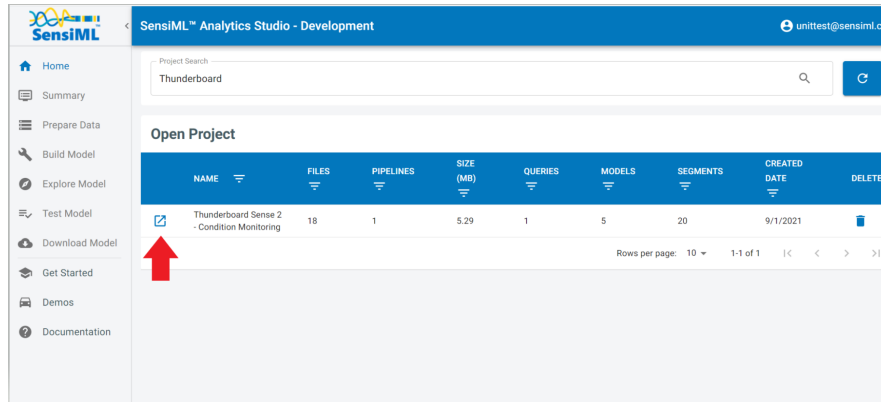 SensiML
SensiML™ Analytics Studio - Development
unittest@sensiml.c
Home
Summary
Prepare Data
Build Model
Explore Model
Test Model
Download Model
Get Started
Demos
Documentation
Project Search
Thunderboard
Open Project
NAME FILES PIPELINES SIZE (MB) QUERIES MODELS SEGMENTS CREATED DATE DELETE
Thunderboard Sense 2 - Condition Monitoring 18 1 5.29 1 5 20 9/1/2021
Rows per page: 10 1-1 of 1